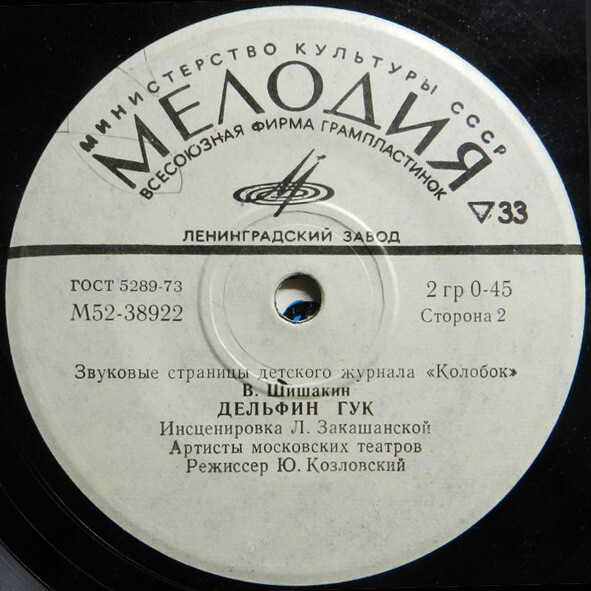 МИНИСТЕРСТВО КУЛЬТУРЫ СССР
МЕЛОДИЯ
ВСЕСОЮЗНАЯ ФИРМА ГРАМПЛАСТИНОК
33
ЛЕНИНГРАДСКИЙ ЗАВОД
ГОСТ 5289-73
2 гр 0-45
М52-38922
Сторона 2
Звуковые страницы детского журнала «Колобок»
В. Шишакин
ДЕЛЬФИН ГУК
Инсценировка Л. Закашанской
Артисты московских театров
Режиссер Ю. Козловский